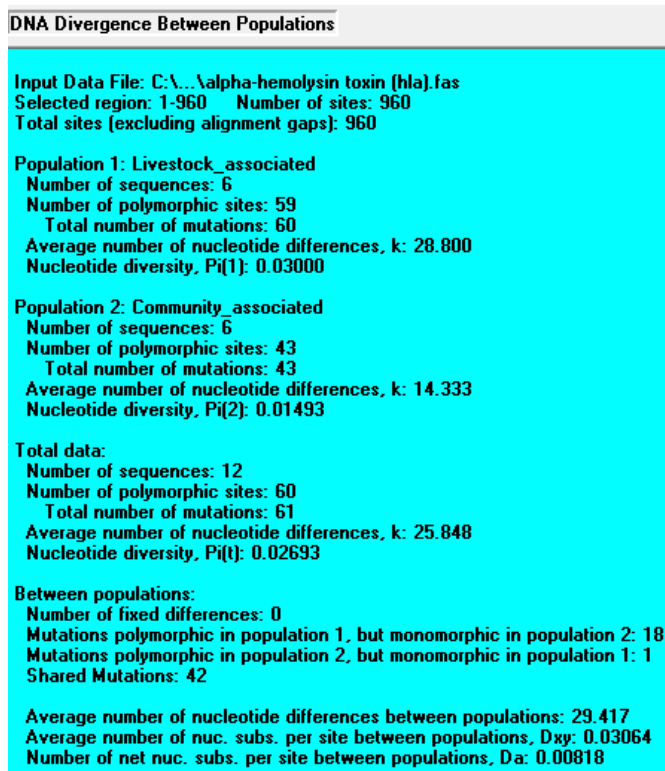 DNA Divergence Between Populations
Input Data File: C:\...\alpha-hemolysin toxin (hla).fas
Selected region: 1-960 Number of sites: 960
Total sites (excluding alignment gaps): 960
Population 1: Livestock_associated
Number of sequences: 6
Number of polymorphic sites: 59
Total number of mutations: 60
Average number of nucleotide differences, k: 28.800
Nucleotide diversity, Pi(1): 0.03000
Population 2: Community_associated
Number of sequences: 6
Number of polymorphic sites: 43
Total number of mutations: 43
Average number of nucleotide differences, k: 14.333
Nucleotide diversity, Pi(2): 0.01493
Total data:
Number of sequences: 12
Number of polymorphic sites: 60
Total number of mutations: 61
Average number of nucleotide differences, k: 25.848
Nucleotide diversity, Pi(t): 0.02693
Between populations:
Number of fixed differences: 0
Mutations polymorphic in population 1, but monomorphic in population 2: 18
Mutations polymorphic in population 2, but monomorphic in population 1: 1
Shared Mutations: 42
Average number of nucleotide differences between populations: 29.417
Average number of nuc. subs. per site between populations, Dxy: 0.03064
Number of net nuc. subs. per site between populations, Da: 0.00818